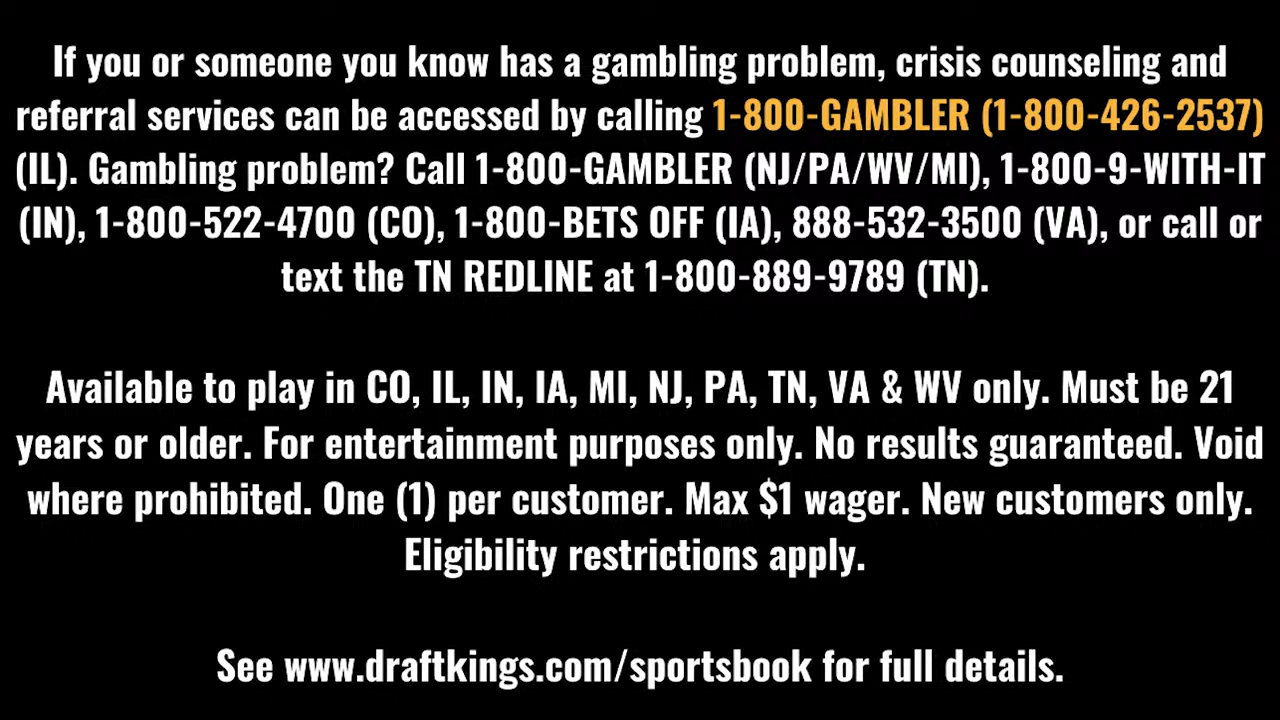 If you or someone you know has a gambling problem, crisis counseling and
referral services can be accessed by calling 1-800-GAMBLER (1-800-426-2537)
(IL). Gambling problem? Call 1-800-GAMBLER (NJ/PA/WV/MI), 1-800-9-WITH-IT
(IN), 1-800-522-4700 (CO), 1-800-BETS OFF (IA), 888-532-3500 (VA), or call or
text the TN REDLINE at 1-800-889-9789 (TN).
Available to play in CO, IL, IN, IA, MI, NJ, PA, TN, VA & WV only. Must be 21
years or older. For entertainment purposes only. No results guaranteed. Void
where prohibited. One (1) per customer. Max $1 wager. New customers only.
Eligibility restrictions apply.
See www.draftkings.com/sportsbook for full details.